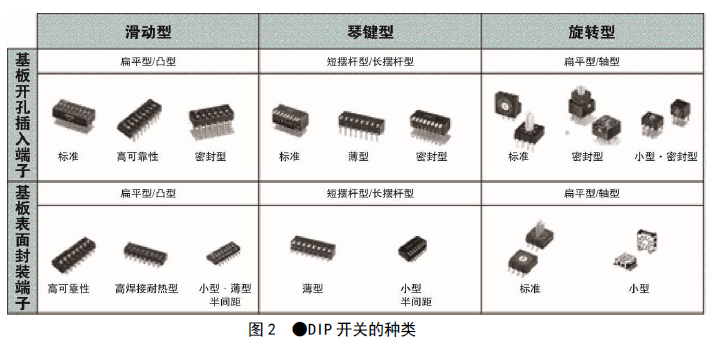 滑动型 琴键型 旋转型
基板开孔插入端子
扁平型/凸型 短摆杆型/长摆杆型 扁平型/轴型
标准 高可靠性 密封型 标准 薄型 密封型 标准 密封型 小型·密封型
基板表面封装端子
扁平型/凸型 短摆杆型/长摆杆型 扁平型/轴型
高可靠性 高焊接耐热型 小型·薄型 薄型 小型 标准 小型
半间距 半间距
图2 ●DIP开关的种类